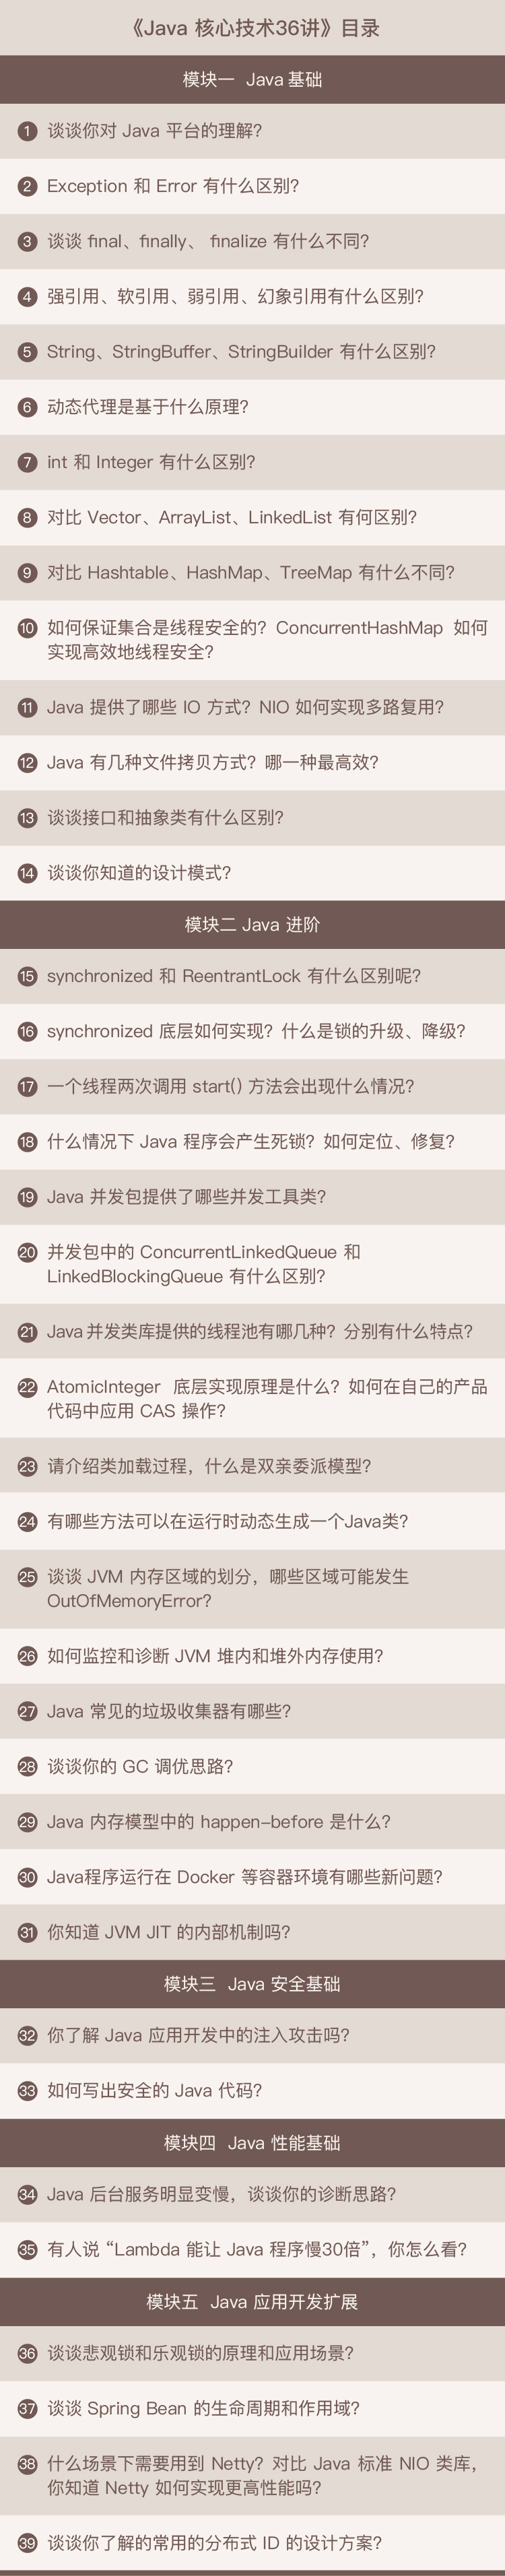 《Java 核心技术36讲》目录
模块一 Java 基础
1 谈谈你对 Java 平台的理解？
2 Exception 和 Error 有什么区别？
3 谈谈 final、finally、 finalize 有什么不同？
4 强引用、软引用、弱引用、幻象引用有什么区别？
5 String、StringBuffer、StringBuilder 有什么区别？
6 动态代理是基于什么原理？
7 int 和 Integer 有什么区别？
8 对比 Vector、ArrayList、LinkedList 有何区别？
9 对比 Hashtable、HashMap、TreeMap 有什么不同？
10 如何保证集合是线程安全的？ConcurrentHashMap 如何
实现高效地线程安全？
11 Java 提供了哪些 IO 方式？NIO 如何实现多路复用？
12 Java 有几种文件拷贝方式？哪一种最高效？
13 谈谈接口和抽象类有什么区别？
14 谈谈你知道的设计模式？
模块二 Java 进阶
15 synchronized 和 ReentrantLock 有什么区别呢？
16 synchronized 底层如何实现？什么是锁的升级、降级？
17 一个线程两次调用 start() 方法会出现什么情况？
18 什么情况下 Java 程序会产生死锁？如何定位、修复？
19 Java 并发包提供了哪些并发工具类？
20 并发包中的 ConcurrentLinkedQueue 和
LinkedBlockingQueue 有什么区别？
21 Java 并发类库提供的线程池有哪几种？分别有什么特点？
22 AtomicInteger 底层实现原理是什么？如何在自己的产品
代码中应用 CAS 操作？
23 请介绍类加载过程，什么是双亲委派模型？
24 有哪些方法可以在运行时动态生成一个Java类？
25 谈谈 JVM 内存区域的划分，哪些区域可能发生
OutOfMemoryError？
26 如何监控和诊断 JVM 堆内和堆外内存使用？
27 Java 常见的垃圾收集器有哪些？
28 谈谈你的 GC 调优思路？
29 Java 内存模型中的 happen-before 是什么？
30 Java程序运行在 Docker 等容器环境有哪些新问题？
31 你知道 JVM JIT 的内部机制吗？
模块三 Java 安全基础
32 你了解 Java 应用开发中的注入攻击吗？
33 如何写出安全的 Java 代码？
模块四 Java 性能基础
34 Java 后台服务明显变慢，谈谈你的诊断思路？
35 有人说 “Lambda 能让 Java 程序慢30倍”，你怎么看？
模块五 Java 应用开发扩展
36 谈谈悲观锁和乐观锁的原理和应用场景？
37 谈谈 Spring Bean 的生命周期和作用域？
38 什么场景下需要用到 Netty？对比 Java 标准 NIO 类库，
你知道 Netty 如何实现更高性能吗？
39 谈谈你了解的常用的分布式 ID 的设计方案？